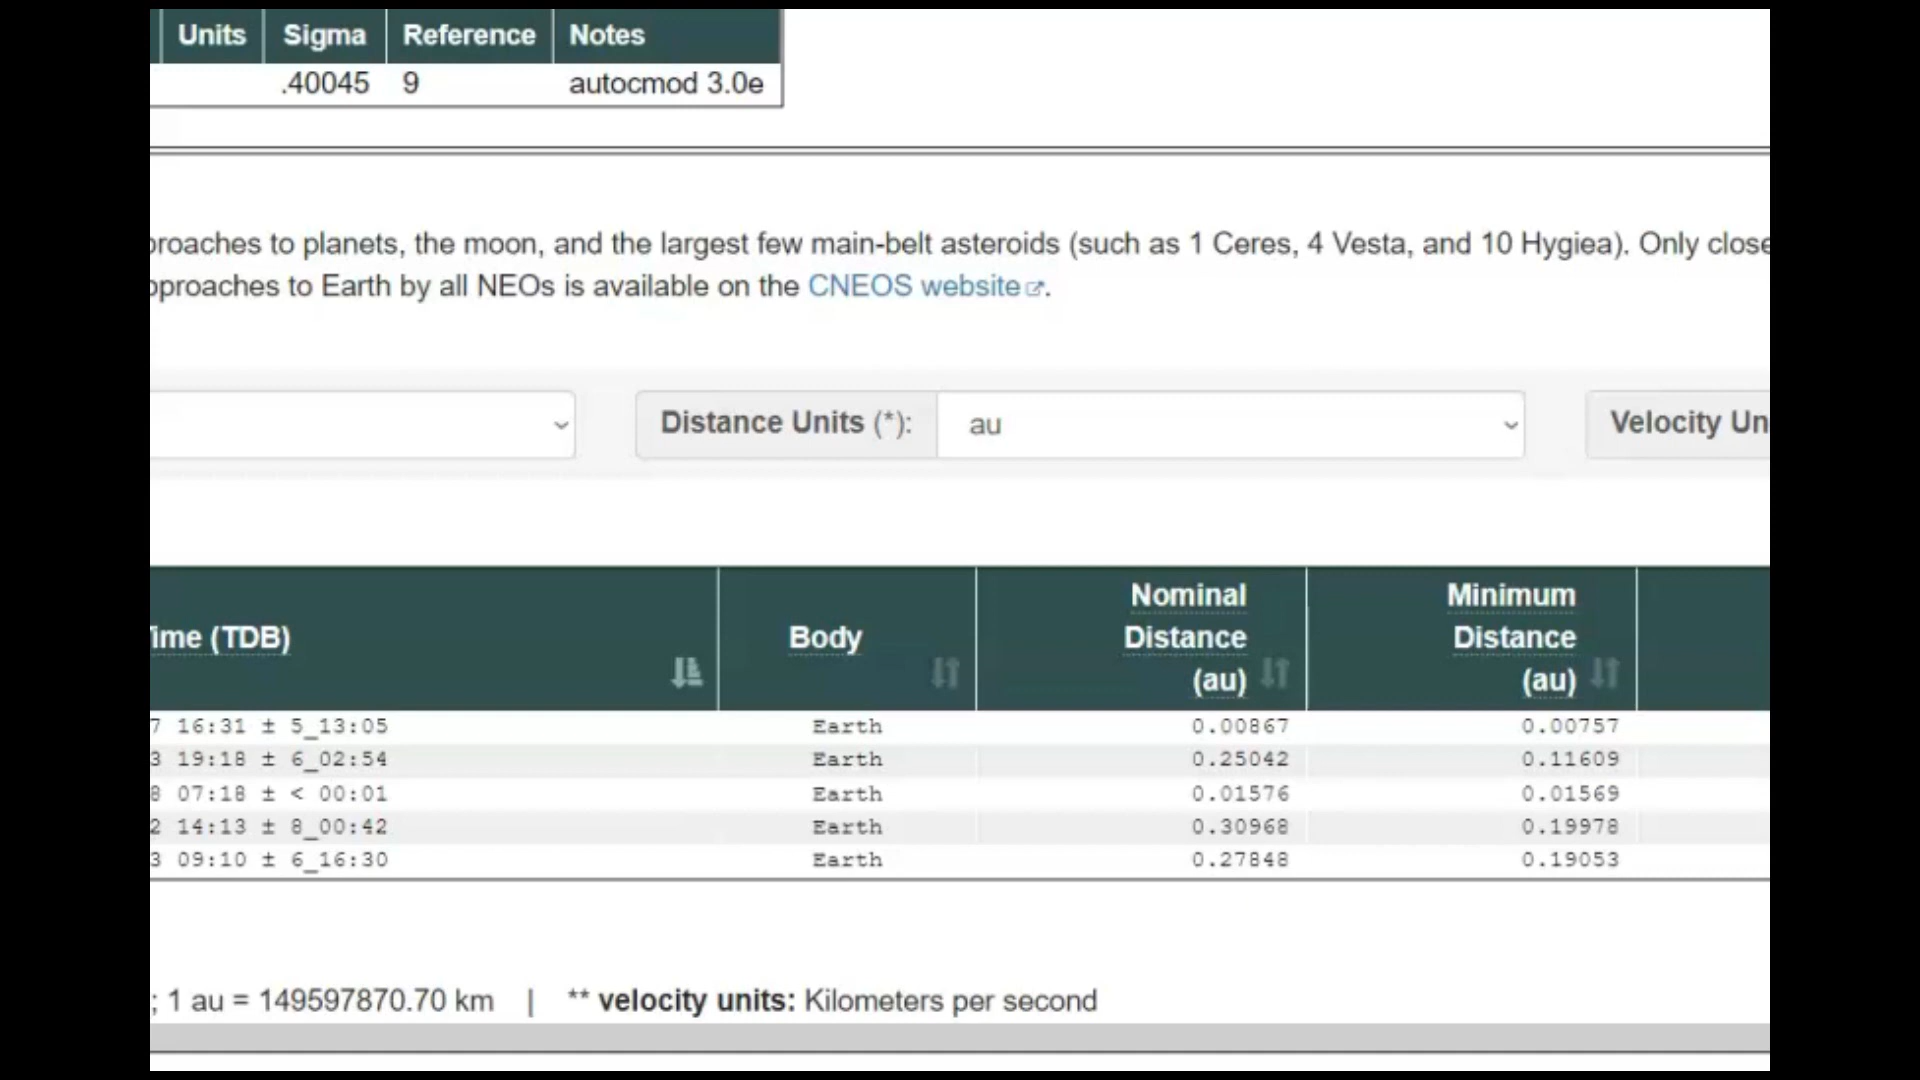 Units Sigma Reference Notes
.40045 9 autocmod 3.0e
proaches to planets, the moon, and the largest few main-belt asteroids (such as 1 Ceres, 4 Vesta, and 10 Hygiea). Only close
pproaches to Earth by all NEOs is available on the CNEOS website.
Distance Units (*): au Velocity Un
ime (TDB) Body Nominal Distance (au) Minimum Distance (au)
7 16:31 ± 5_13:05 Earth 0.00867 0.00757
3 19:18 ± 6_02:54 Earth 0.25042 0.11609
8 07:18 ± < 00:01 Earth 0.01576 0.01569
2 14:13 ± 8_00:42 Earth 0.30968 0.19978
3 09:10 ± 6_16:30 Earth 0.27848 0.19053
; 1 au = 149597870.70 km | ** velocity units: Kilometers per second